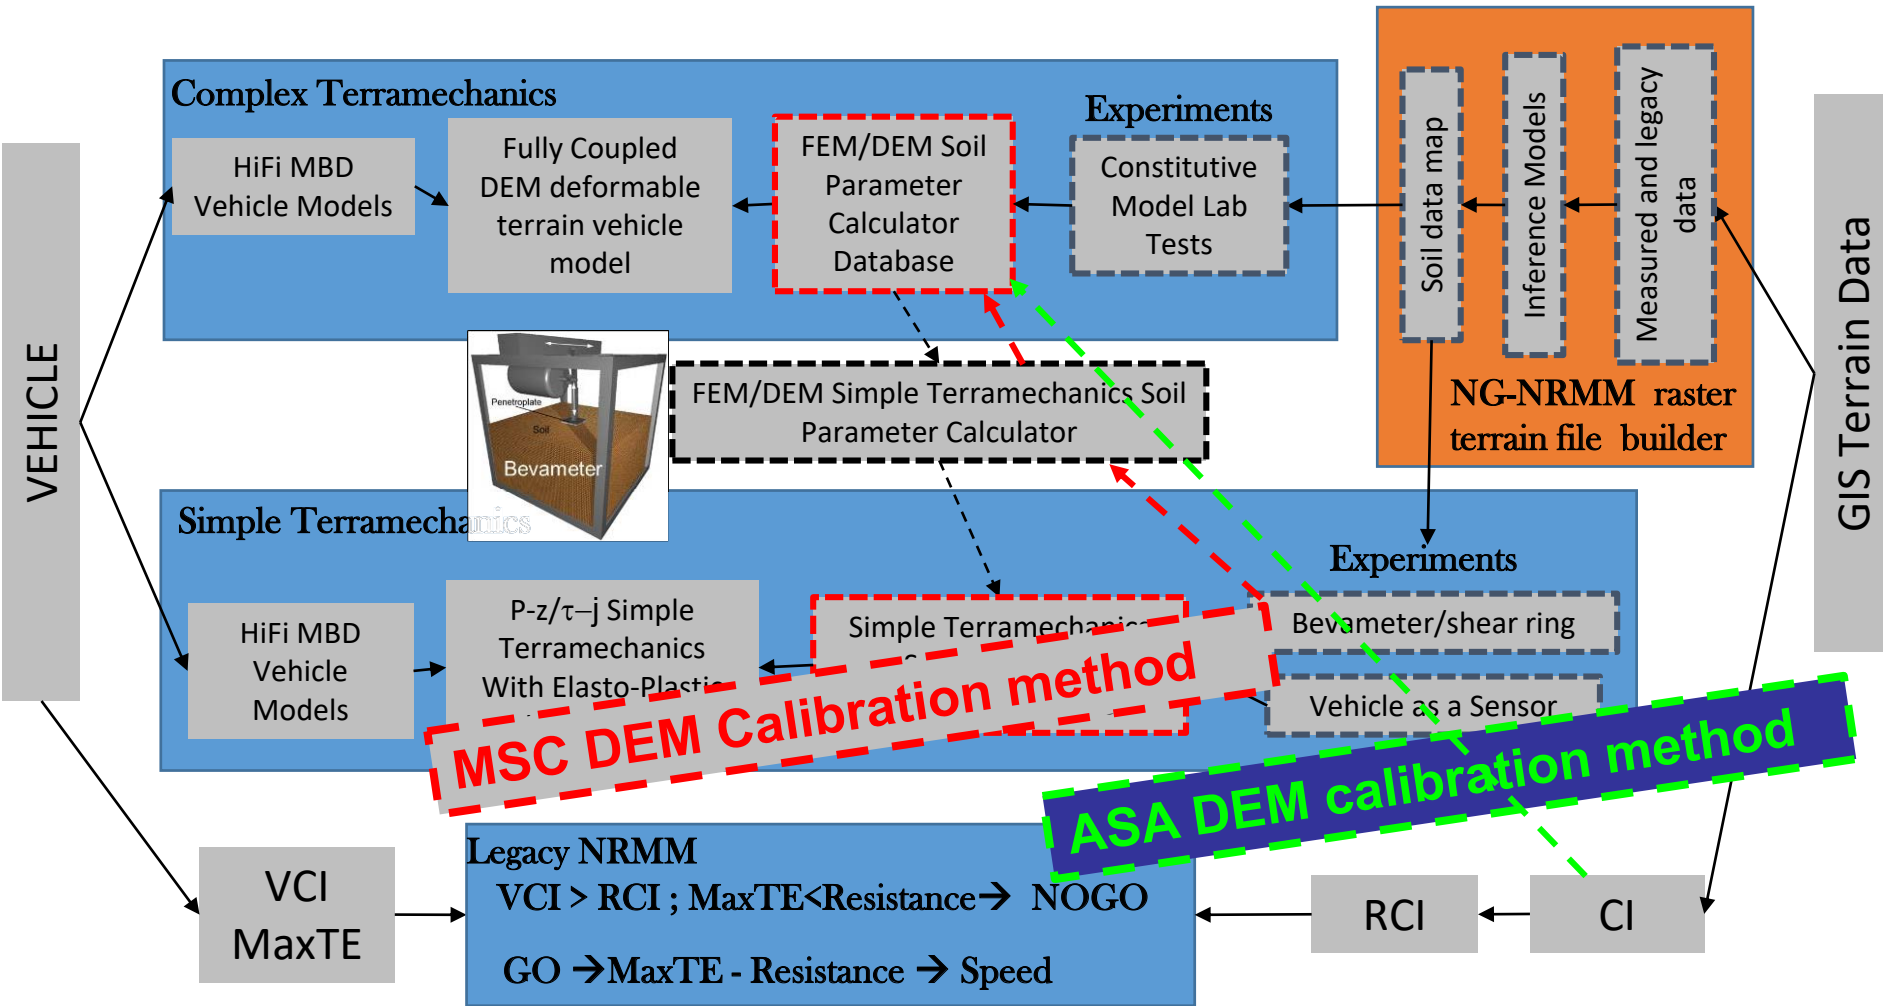 Complex Terramechanics
HiFi MBD
Vehicle Models
Fully Coupled
DEM deformable
terrain vehicle
model
FEM/DEM Soil
Parameter
Calculator
Database
Experiments
Constitutive
Model Lab
Tests
Soil data map
Inference Models
Measured and legacy
data
NG-NRMM raster
terrain file builder
VEHICLE
GIS Terrain Data
Penetroplate
Soil
Bevameter
FEM/DEM Simple Terramechanics Soil
Parameter Calculator
Simple Terramechanics
HiFi MBD
Vehicle
Models
P-z/τ–j Simple
Terramechanics
With Elasto-Plastic
Simple Terramechanics
Experiments
Bevameter/shear ring
Vehicle as a Sensor
MSC DEM Calibration method
ASA DEM calibration method
VCI
MaxTE
Legacy NRMM
VCI > RCI ; MaxTE<Resistance→ NOGO
GO →MaxTE - Resistance → Speed
RCI
CI